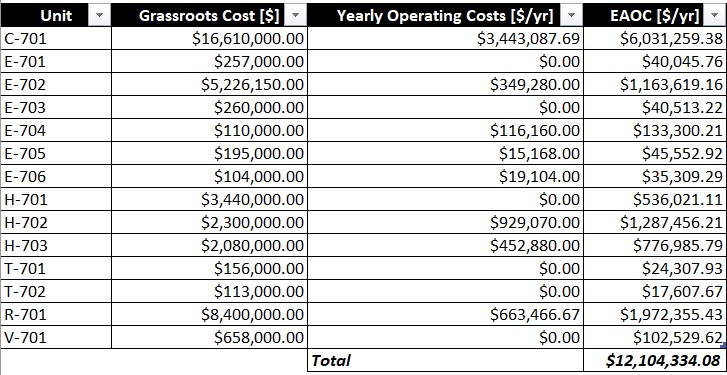 Unit Grassroots Cost [$] Yearly Operating Costs [$/yr] EAOC [$/yr]
C-701 $16,610,000.00 $3,443,087.69 $6,031,259.38
E-701 $257,000.00 $0.00 $40,045.76
E-702 $5,226,150.00 $349,280.00 $1,163,619.16
E-703 $260,000.00 $0.00 $40,513.22
E-704 $110,000.00 $116,160.00 $133,300.21
E-705 $195,000.00 $15,168.00 $45,552.92
E-706 $104,000.00 $19,104.00 $35,309.29
H-701 $3,440,000.00 $0.00 $536,021.11
H-702 $2,300,000.00 $929,070.00 $1,287,456.21
H-703 $2,080,000.00 $452,880.00 $776,985.79
T-701 $156,000.00 $0.00 $24,307.93
T-702 $113,000.00 $0.00 $17,607.67
R-701 $8,400,000.00 $663,466.67 $1,972,355.43
V-701 $658,000.00 $0.00 $102,529.62
Total $12,104,334.08